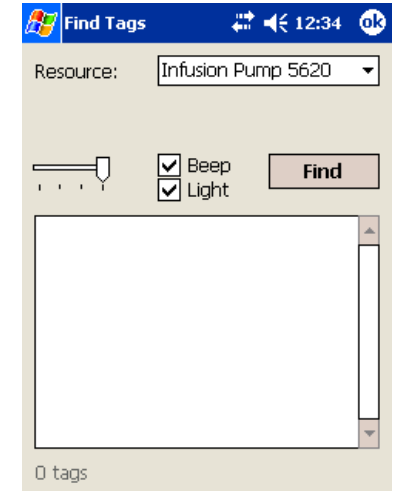 Find Tags 12:34 ok
Resource: Infusion Pump 5620
Beep
Light
Find
0 tags